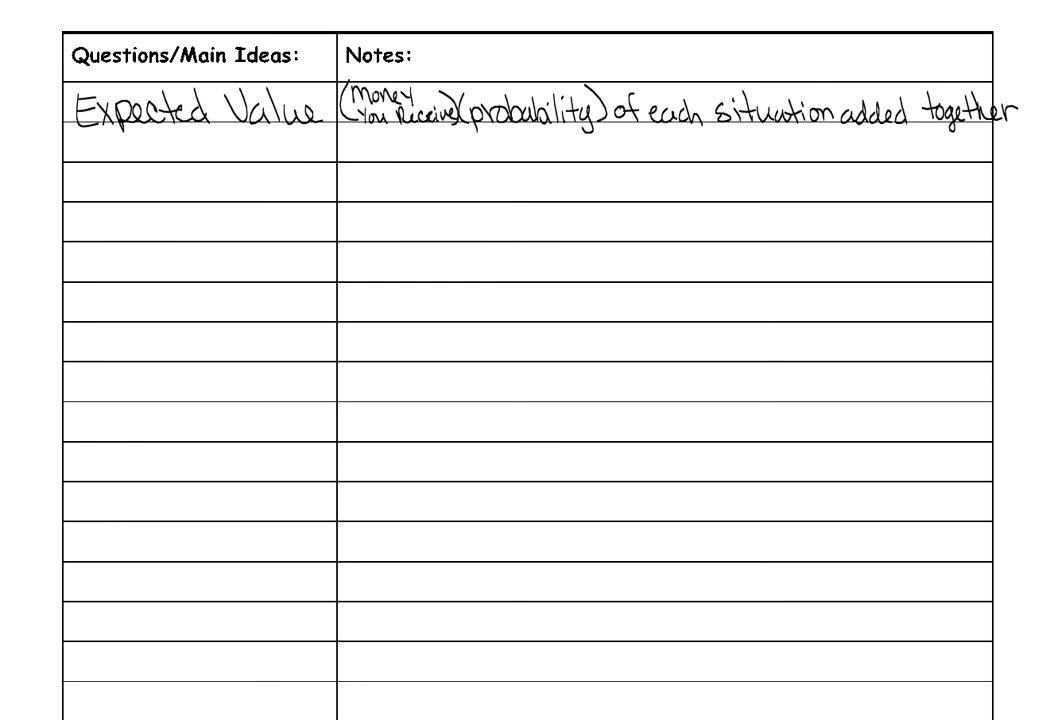 Questions/Main Ideas: Notes:
Expected Value (Money You Receive)(probability) of each situation added together